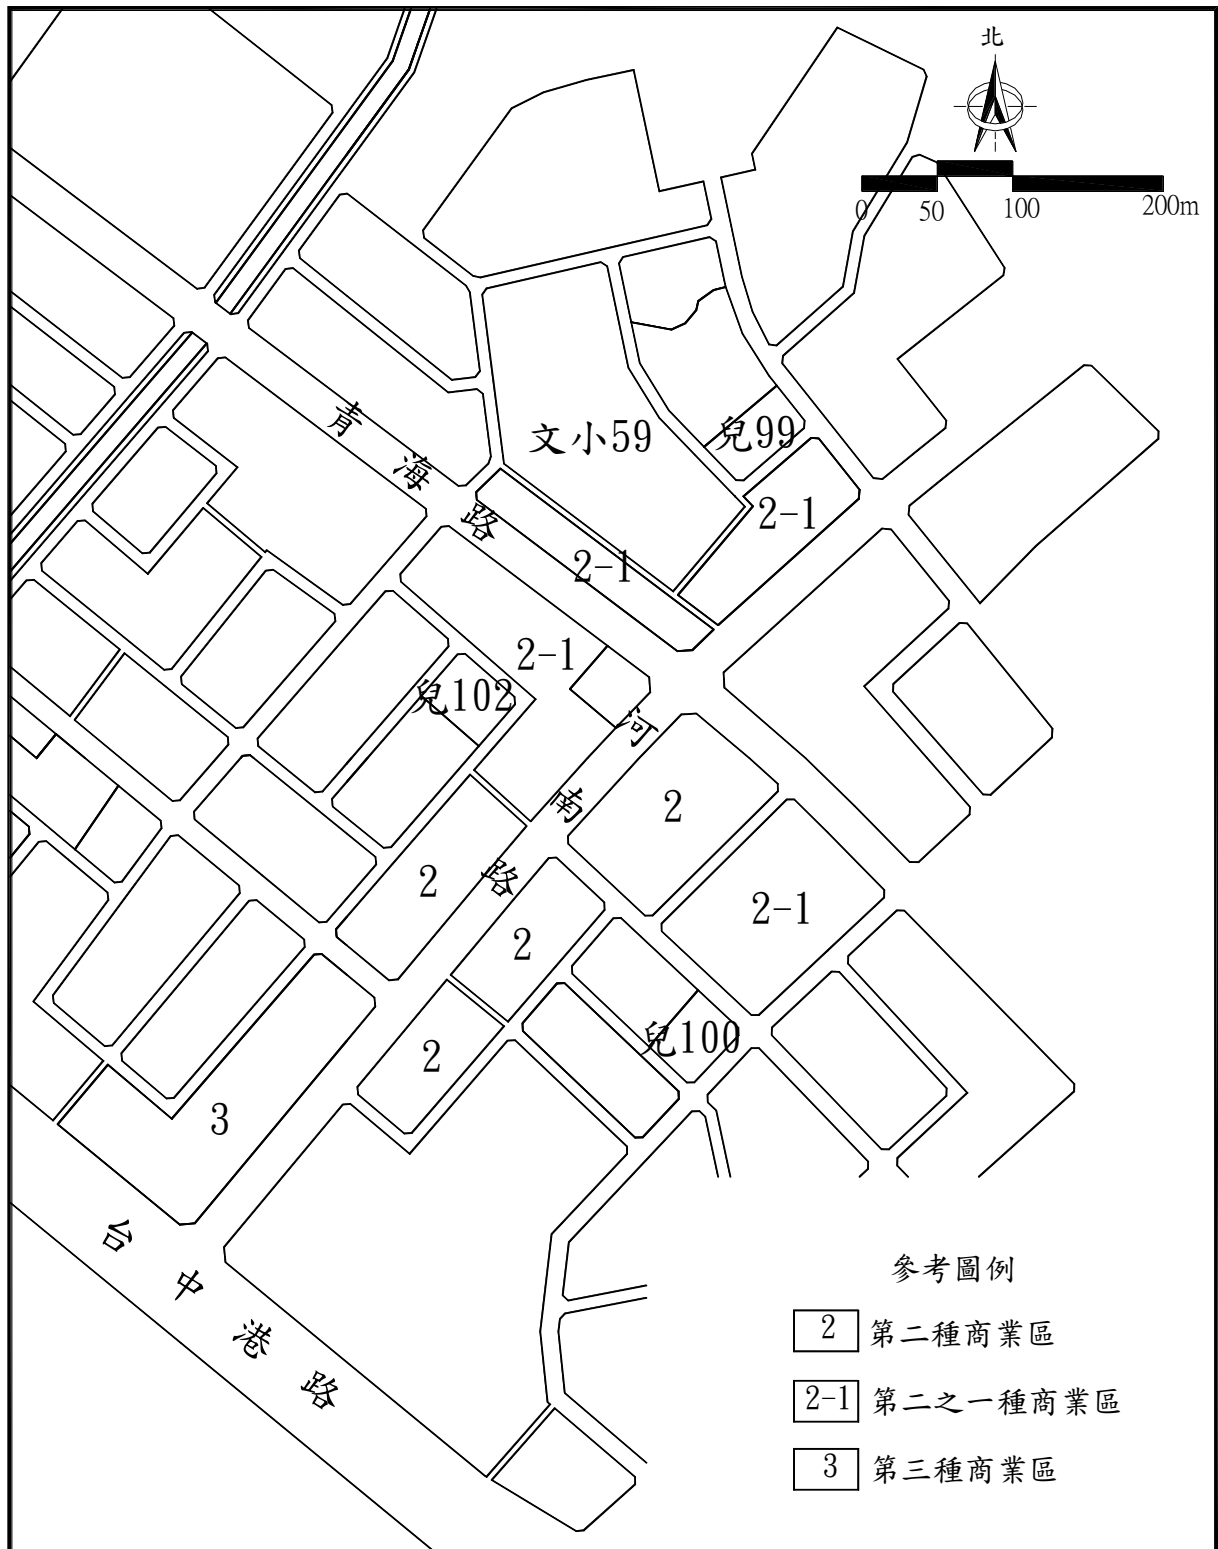 北
0 50 100 200m
青海路
文小59
兒99
2-1
2-1
2-1
兒102
河南路
2
2
2-1
2
兒100
2
3
台中港路
參考圖例
2 第二種商業區
2-1 第二之一種商業區
3 第三種商業區